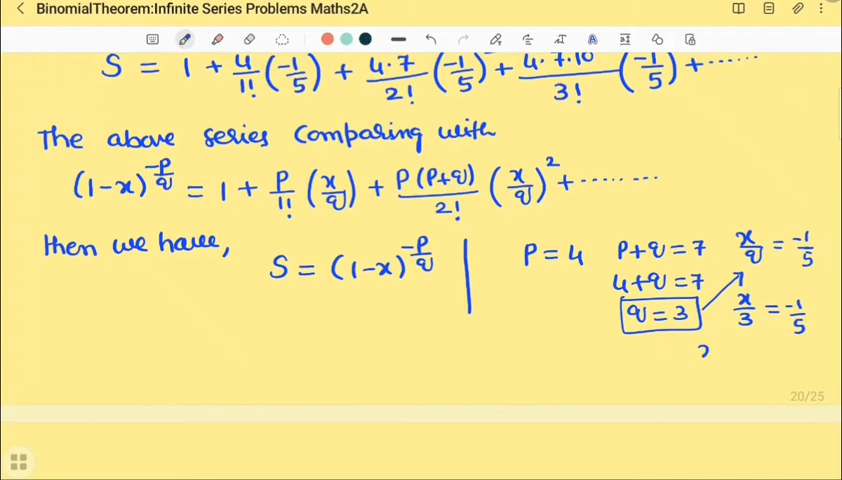 BinomialTheorem:Infinite Series Problems Maths2A
S = 1 + 4/1! (-1/5) + 4.7/2! (-1/5) + 4.7.10/3! (-1/5) + ......
The above series comparing with
(1-x)^(-p/q) = 1 + p/1! (x/q) + p(p+q)/2! (x/q)^2 + ........
then we have,
S = (1-x)^(-p/q)
p = 4
p+q = 7
4+q = 7
q = 3
x/q = -1/5
x/3 = -1/5
20/25